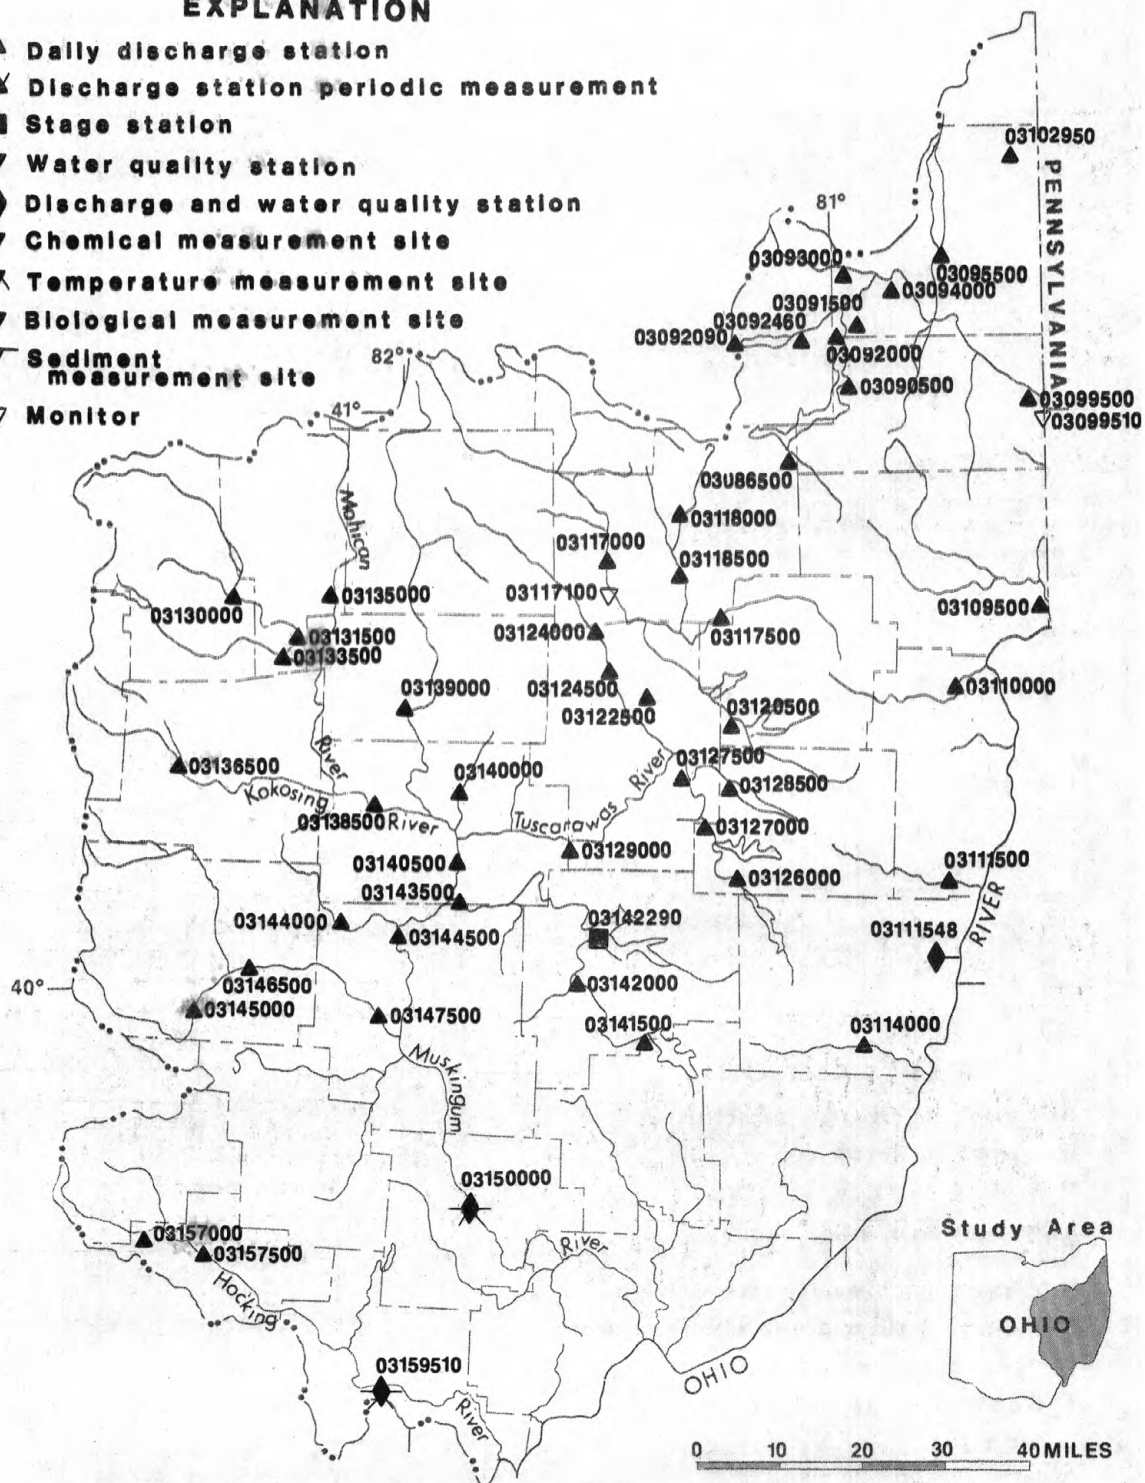 EXPLANATION
Daily discharge station
Discharge station periodic measurement
Stage station
Water quality station
Discharge and water quality station
Chemical measurement site
Temperature measurement site
Biological measurement site
Sediment
measurement site
Monitor
03102950
PENNSYLVANIA
81°
03093000
03095500
03094000
03091500
03092460
03092090
03092000
82°
03090500
03099500
41°
03099510
03086500
Mohican
03118000
03117000
03118500
03117100
03135000
03109500
03130000
03124000
03117500
03131500
03133500
03139000
03124500
03110000
03122500
03120500
River
03127500
03136500
03140000
River
03128500
Kokosing
03138500 River
Tuscarawas
03127000
03129000
03140500
03111500
03126000
03143500
RIVER
03144000
03142290
03144500
03111548
03146500
03142000
40°
03145000
03147500
03141500
03114000
Muskingum
03150000
Study Area
03157000
03157500
River
Hocking
OHIO
03159510
OHIO
River
0 10 20 30 40 MILES